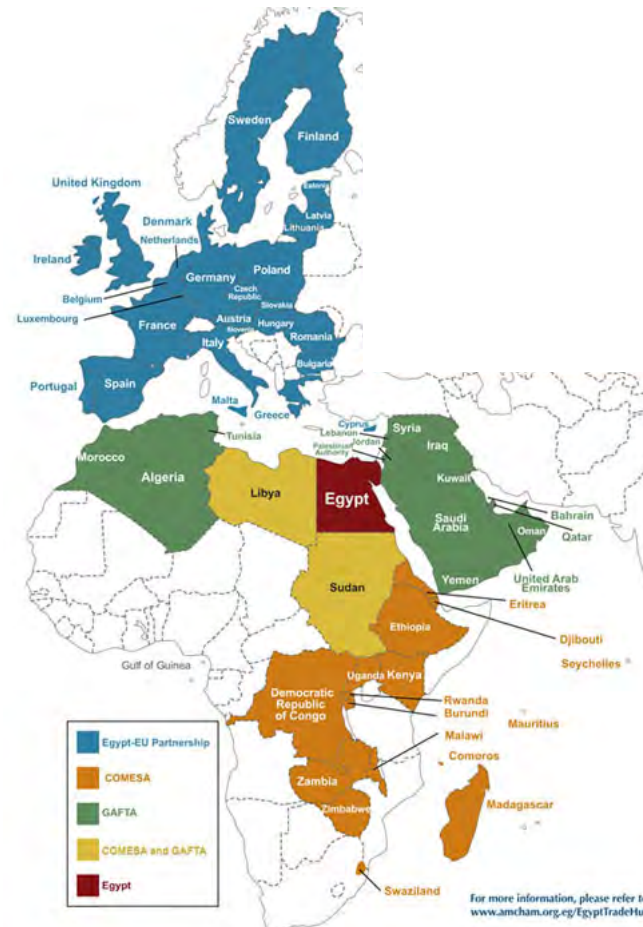 Sweden
Finland
Estonia
United Kingdom
Latvia
Denmark
Lithuania
Netherlands
Ireland
Germany
Poland
Belgium
Czech
Republic
Slovakia
Luxembourg
France
Austria
Hungary
Slovenia
Romania
Italy
Bulgaria
Portugal
Spain
Malta
Greece
Cyprus
Tunisia
Lebanon
Syria
Jordan
Palestinian
Authority
Iraq
Morocco
Algeria
Kuwait
Libya
Egypt
Bahrain
Saudi
Arabia
Oman
Qatar
Sudan
Yemen
United Arab
Emirates
Eritrea
Ethiopia
Djibouti
Gulf of Guinea
Seychelles
Uganda
Kenya
Democratic
Republic
of Congo
Rwanda
Burundi
Mauritius
Malawi
Comoros
Zambia
Madagascar
Zimbabwe
Swaziland
Egypt-EU Partnership
COMESA
GAFTA
COMESA and GAFTA
Egypt
For more information, please refer to
www.amcham.org.eg/EgyptTradeHu